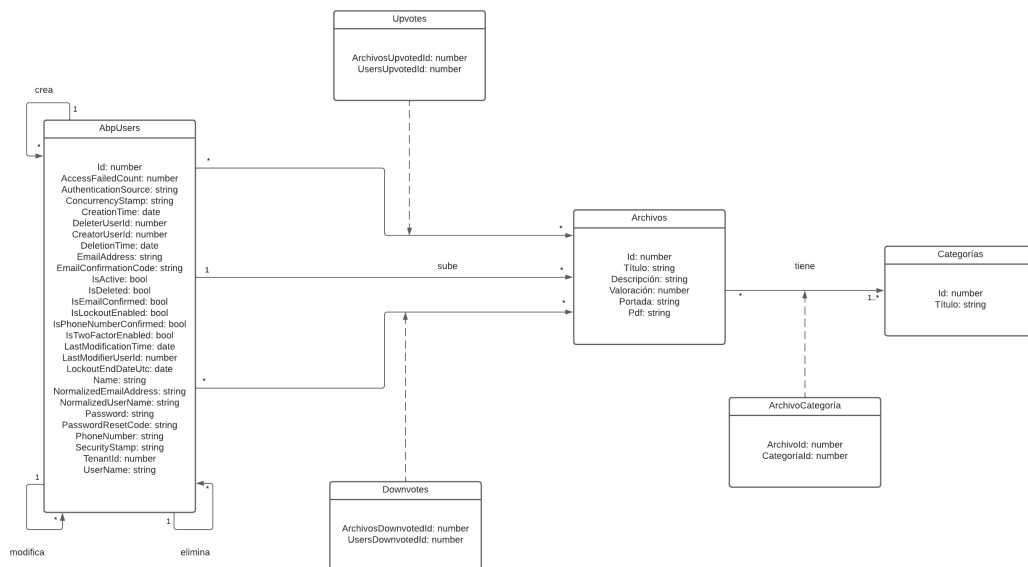 Upvotes
ArchivosUpvotedId: number
UsersUpvotedId: number
crea
1
*
AbpUsers
Id: number
AccessFailedCount: number
AuthenticationSource: string
ConcurrencyStamp: string
CreationTime: date
DeleterUserId: number
CreatorUserId: number
DeletionTime: date
EmailAddress: string
EmailConfirmationCode: string
IsActive: bool
IsDeleted: bool
IsEmailConfirmed: bool
IsLockoutEnabled: bool
IsPhoneNumberConfirmed: bool
IsTwoFactorEnabled: bool
LastModificationTime: date
LastModifierUserId: number
LockoutEndDateUtc: date
Name: string
NormalizedEmailAddress: string
NormalizedUserName: string
Password: string
PasswordResetCode: string
PhoneNumber: string
SecurityStamp: string
TenantId: number
UserName: string
1
*
modifica
1
*
elimina
*
*
1
sube
*
*
*
Archivos
Id: number
Título: string
Descripción: string
Valoración: number
Portada: string
Pdf: string
tiene
*
1..*
Categorías
Id: number
Título: string
ArchivoCategoría
ArchivoId: number
CategoríaId: number
Downvotes
ArchivosDownvotedId: number
UsersDownvotedId: number